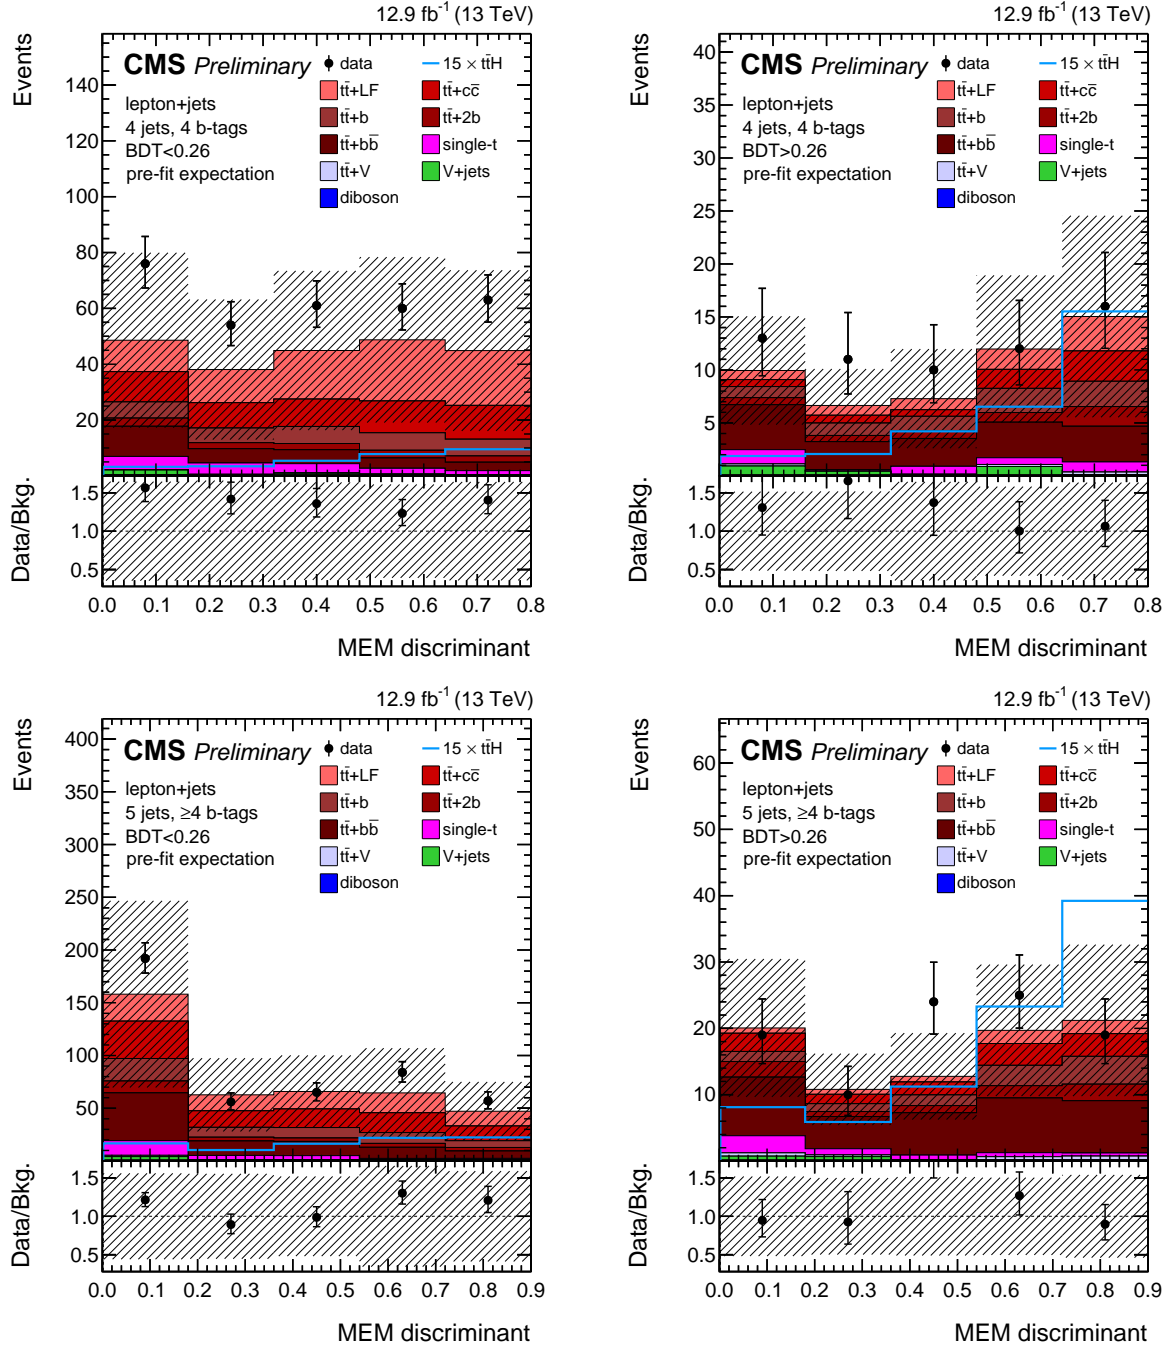 12.9 fb⁻¹ (13 TeV)
Events
CMS Preliminary
lepton+jets
4 jets, 4 b-tags
BDT<0.26
pre-fit expectation
data
15 × tt̄H
tt̄+LF
tt̄+cc̄
tt̄+b
tt̄+2b
tt̄+bb̄
single-t
tt̄+V
V+jets
diboson
140
120
100
80
60
40
20
Data/Bkg.
1.5
1.0
0.5
0.0 0.1 0.2 0.3 0.4 0.5 0.6 0.7 0.8
MEM discriminant
12.9 fb⁻¹ (13 TeV)
Events
CMS Preliminary
lepton+jets
4 jets, 4 b-tags
BDT>0.26
pre-fit expectation
data
15 × tt̄H
tt̄+LF
tt̄+cc̄
tt̄+b
tt̄+2b
tt̄+bb̄
single-t
tt̄+V
V+jets
diboson
40
35
30
25
20
15
10
5
Data/Bkg.
1.5
1.0
0.5
0.0 0.1 0.2 0.3 0.4 0.5 0.6 0.7 0.8
MEM discriminant
12.9 fb⁻¹ (13 TeV)
Events
CMS Preliminary
lepton+jets
5 jets, ≥4 b-tags
BDT<0.26
pre-fit expectation
data
15 × tt̄H
tt̄+LF
tt̄+cc̄
tt̄+b
tt̄+2b
tt̄+bb̄
single-t
tt̄+V
V+jets
diboson
400
350
300
250
200
150
100
50
Data/Bkg.
1.5
1.0
0.5
0.0 0.1 0.2 0.3 0.4 0.5 0.6 0.7 0.8 0.9
MEM discriminant
12.9 fb⁻¹ (13 TeV)
Events
CMS Preliminary
lepton+jets
5 jets, ≥4 b-tags
BDT>0.26
pre-fit expectation
data
15 × tt̄H
tt̄+LF
tt̄+cc̄
tt̄+b
tt̄+2b
tt̄+bb̄
single-t
tt̄+V
V+jets
diboson
60
50
40
30
20
10
Data/Bkg.
1.5
1.0
0.5
0.0 0.1 0.2 0.3 0.4 0.5 0.6 0.7 0.8 0.9
MEM discriminant